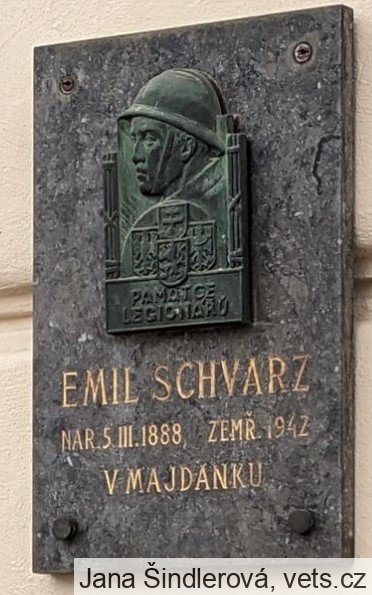 PAMÁTCE
LEGIONÁŘŮ
EMIL SCHVARZ
NAR. 5. III. 1888, ZEMŘ. 1942
V MAJDANKU
Jana Šindlerová, vets.cz